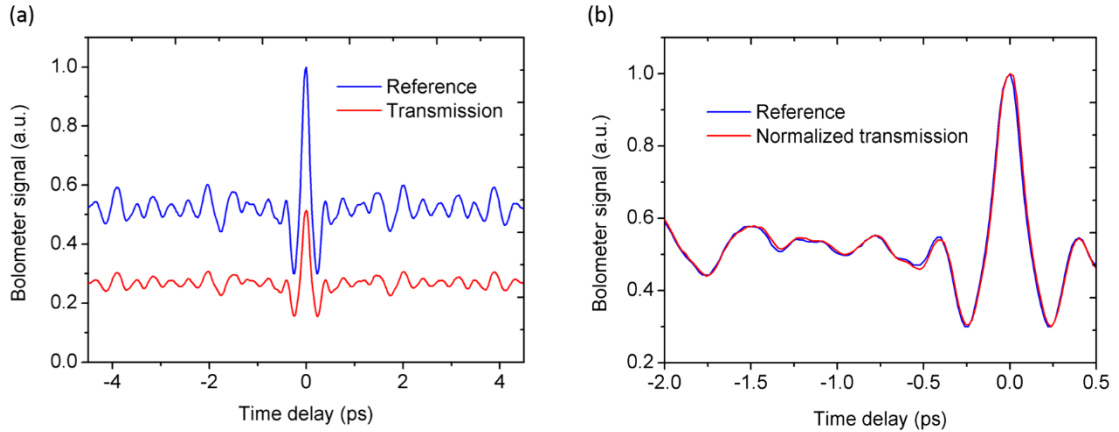 (a)
Bolometer signal (a.u.)
1.0
0.8
0.6
0.4
0.2
0.0
Reference
Transmission
-4
-2
0
2
4
Time delay (ps)
(b)
Bolometer signal (a.u.)
1.0
0.8
0.6
0.4
0.2
Reference
Normalized transmission
-2.0
-1.5
-1.0
-0.5
0.0
0.5
Time delay (ps)